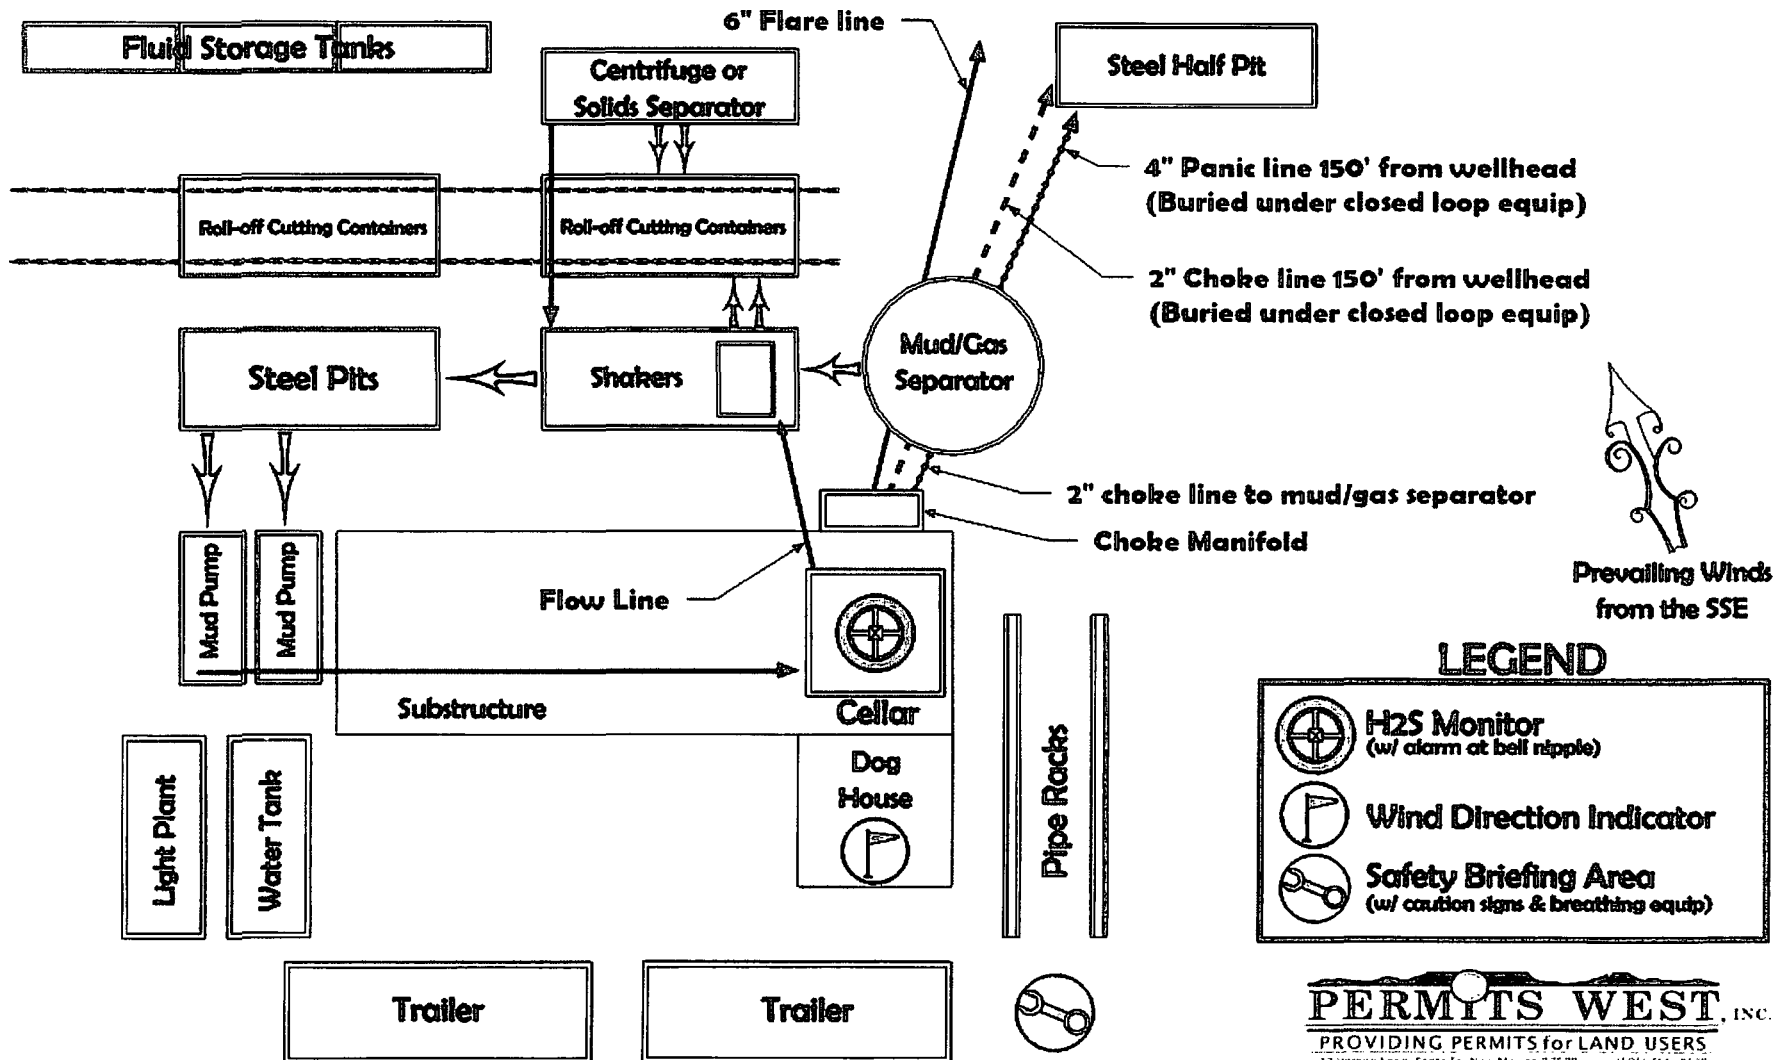 6" Flare line
Fluid Storage Tanks
Centrifuge or
Solids Separator
Steel Half Pit
4" Panic line 150' from wellhead
(Buried under closed loop equip)
Roll-off Cutting Containers
Roll-off Cutting Containers
2" Choke line 150' from wellhead
(Buried under closed loop equip)
Mud/Gas
Separator
Steel Pits
Shakers
2" choke line to mud/gas separator
Choke Manifold
Mud Pump
Mud Pump
Flow Line
Prevailing Winds
from the SSE
Substructure
Cellar
LEGEND
H2S Monitor
(w/ alarm at bell nipple)
Wind Direction Indicator
Safety Briefing Area
(w/ caution signs & breathing equip)
Dog
House
Pipe Racks
Light Plant
Water Tank
Trailer
Trailer
PERMITS WEST, INC.
PROVIDING PERMITS for LAND USERS